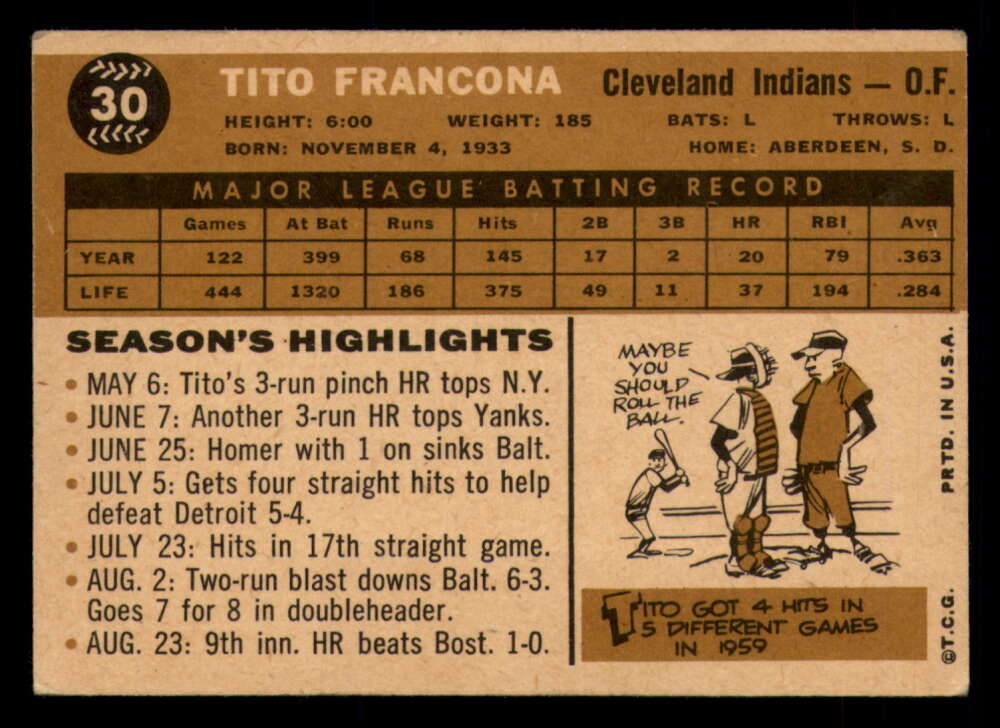 30
TITO FRANCONA
Cleveland Indians — O.F.
HEIGHT: 6:00 WEIGHT: 185 BATS: L THROWS: L
BORN: NOVEMBER 4, 1933 HOME: ABERDEEN, S. D.
MAJOR LEAGUE BATTING RECORD
Games At Bat Runs Hits 2B 3B HR RBI Avg
YEAR 122 399 68 145 17 2 20 79 .363
LIFE 444 1320 186 375 49 11 37 194 .284
SEASON'S HIGHLIGHTS
• MAY 6: Tito's 3-run pinch HR tops N.Y.
• JUNE 7: Another 3-run HR tops Yanks.
• JUNE 25: Homer with 1 on sinks Balt.
• JULY 5: Gets four straight hits to help
defeat Detroit 5-4.
• JULY 23: Hits in 17th straight game.
• AUG. 2: Two-run blast downs Balt. 6-3.
Goes 7 for 8 in doubleheader.
• AUG. 23: 9th inn. HR beats Bost. 1-0.
MAYBE
YOU
SHOULD
ROLL THE
BALL.
TITO GOT 4 HITS IN
5 DIFFERENT GAMES
IN 1959
©T.C.G. PRTD. IN U.S.A.